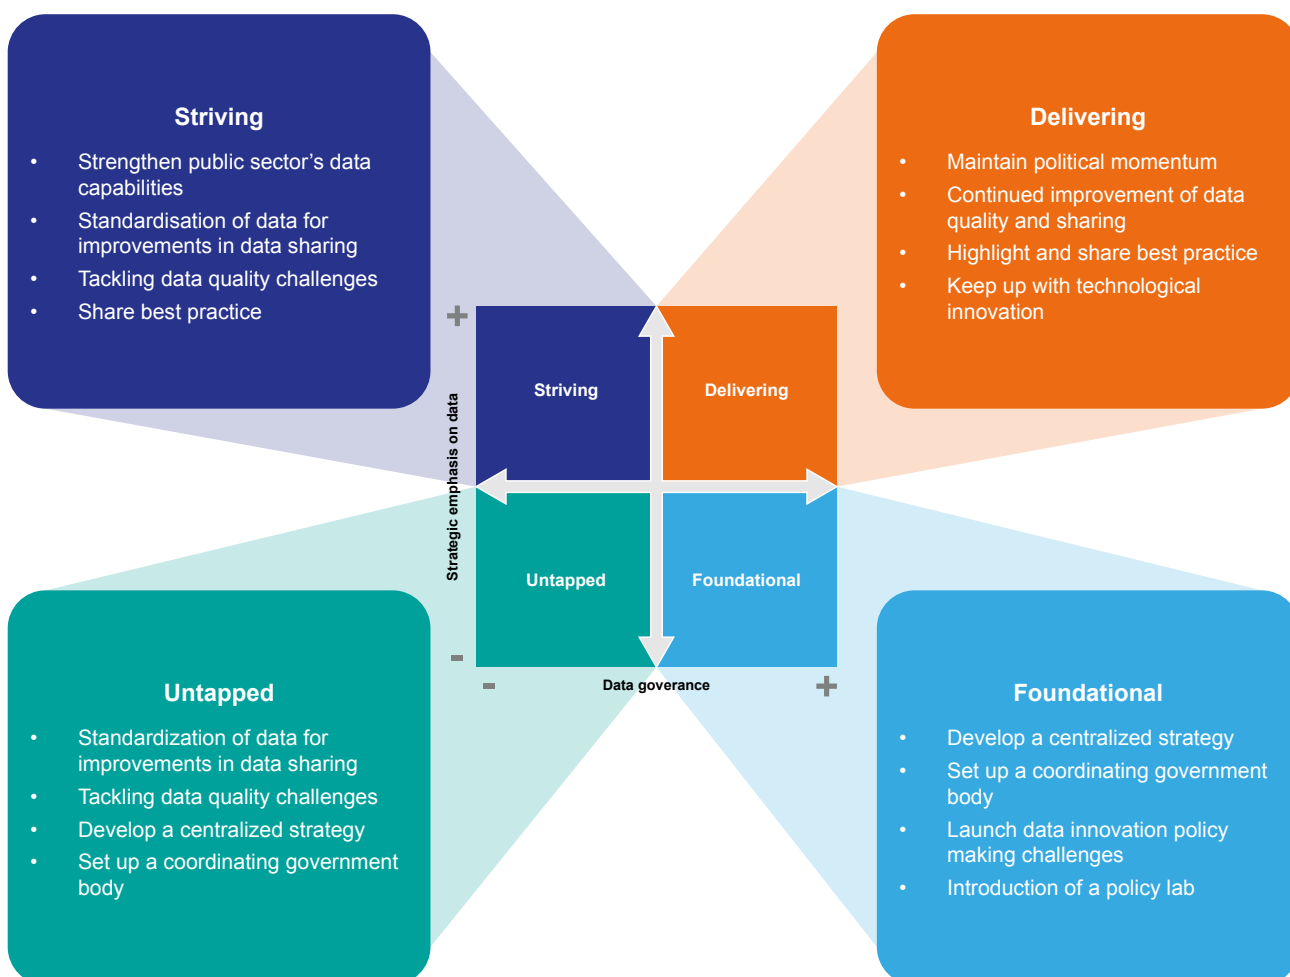 Striving
• Strengthen public sector’s data
capabilities
• Standardisation of data for
improvements in data sharing
• Tackling data quality challenges
• Share best practice
Delivering
• Maintain political momentum
• Continued improvement of data
quality and sharing
• Highlight and share best practice
• Keep up with technological
innovation
+
Strategic emphasis on data
-
Striving
Delivering
Untapped
Foundational
-
Data goverance
+
Untapped
• Standardization of data for
improvements in data sharing
• Tackling data quality challenges
• Develop a centralized strategy
• Set up a coordinating government
body
Foundational
• Develop a centralized strategy
• Set up a coordinating government
body
• Launch data innovation policy
making challenges
• Introduction of a policy lab